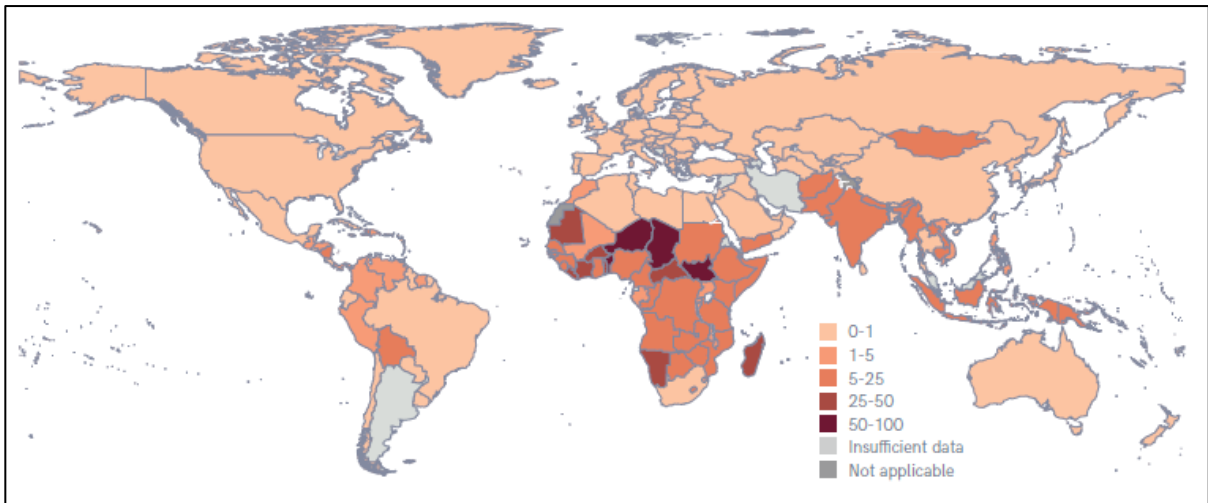 0-1
1-5
5-25
25-50
50-100
Insufficient data
Not applicable